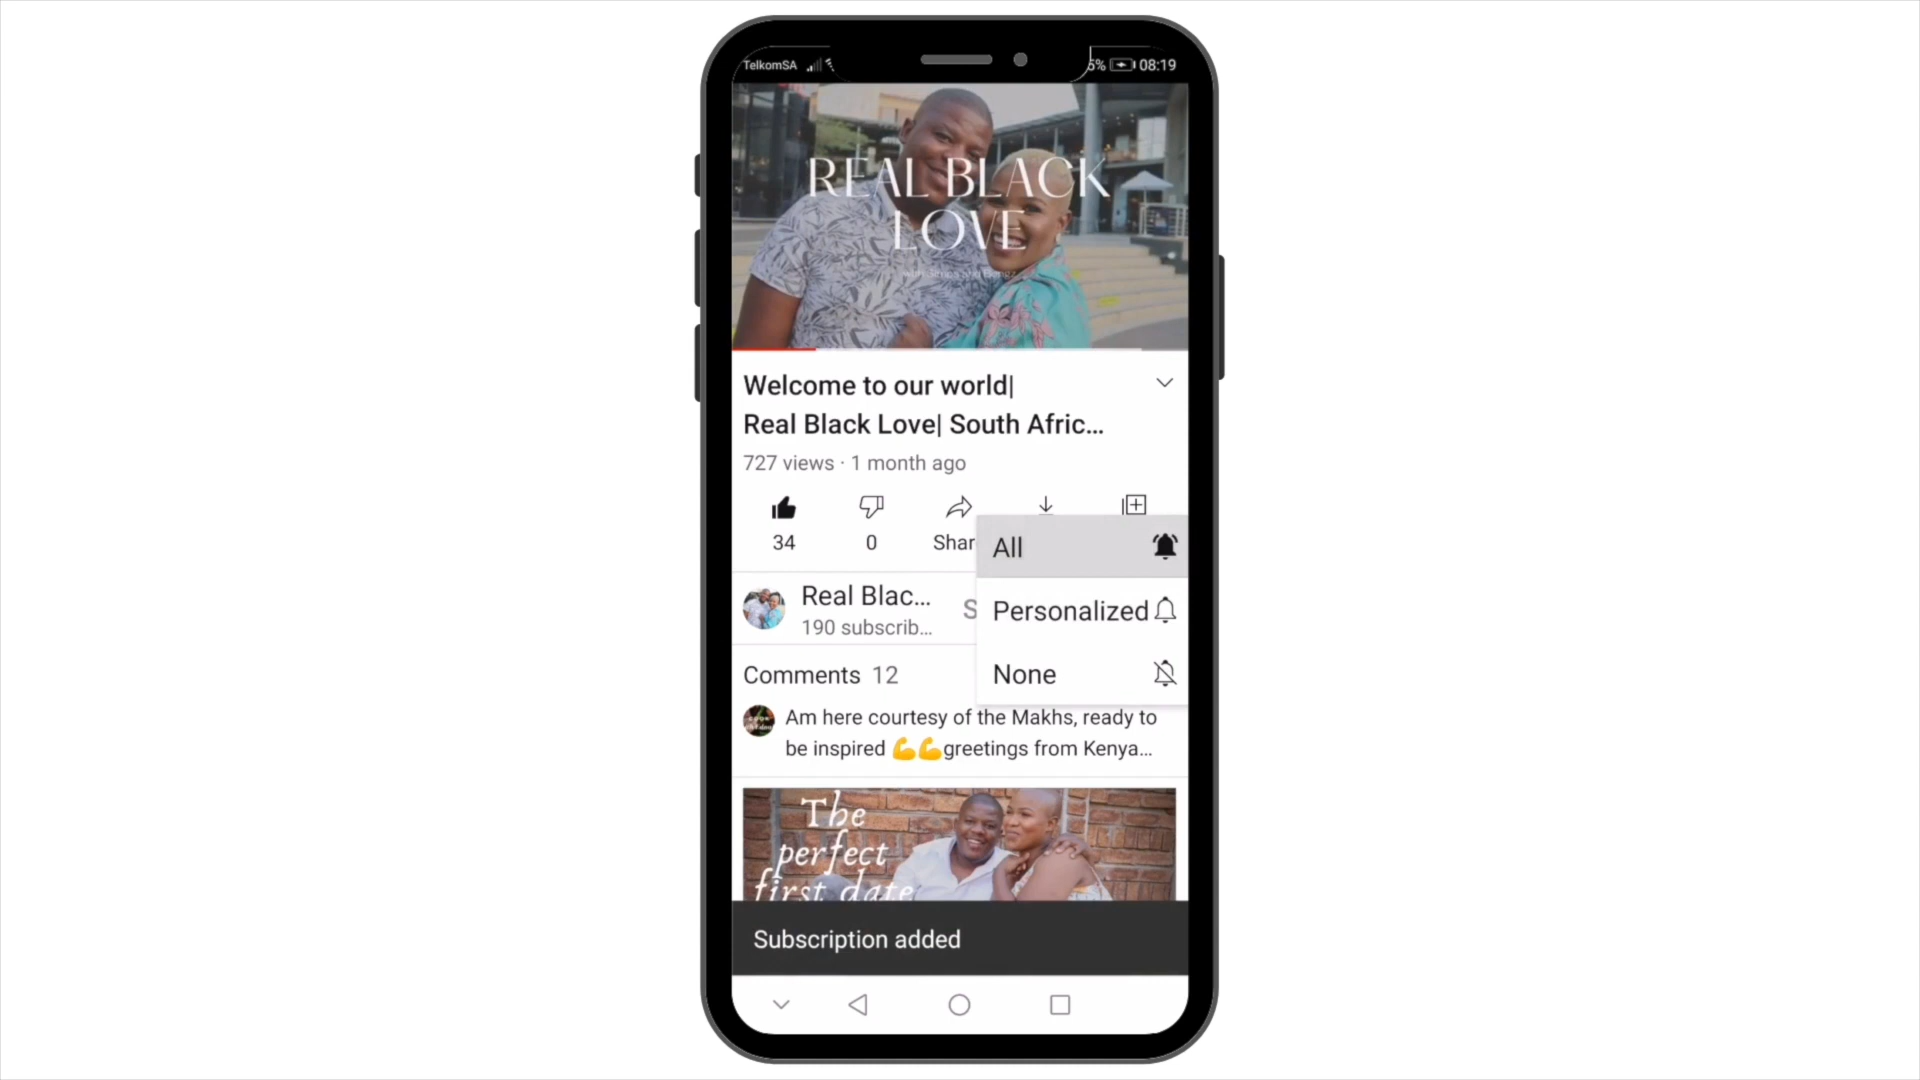 TelkomSA
5% 08:19
REAL BLACK
LOVE
Welcome to our world|
Real Black Love| South Afric...
727 views · 1 month ago
34
0
Shar
All
Personalized
None
Real Blac...
S
190 subscrib...
Comments 12
Am here courtesy of the Makhs, ready to
be inspired 💪💪greetings from Kenya...
The
perfect
first date
Subscription added